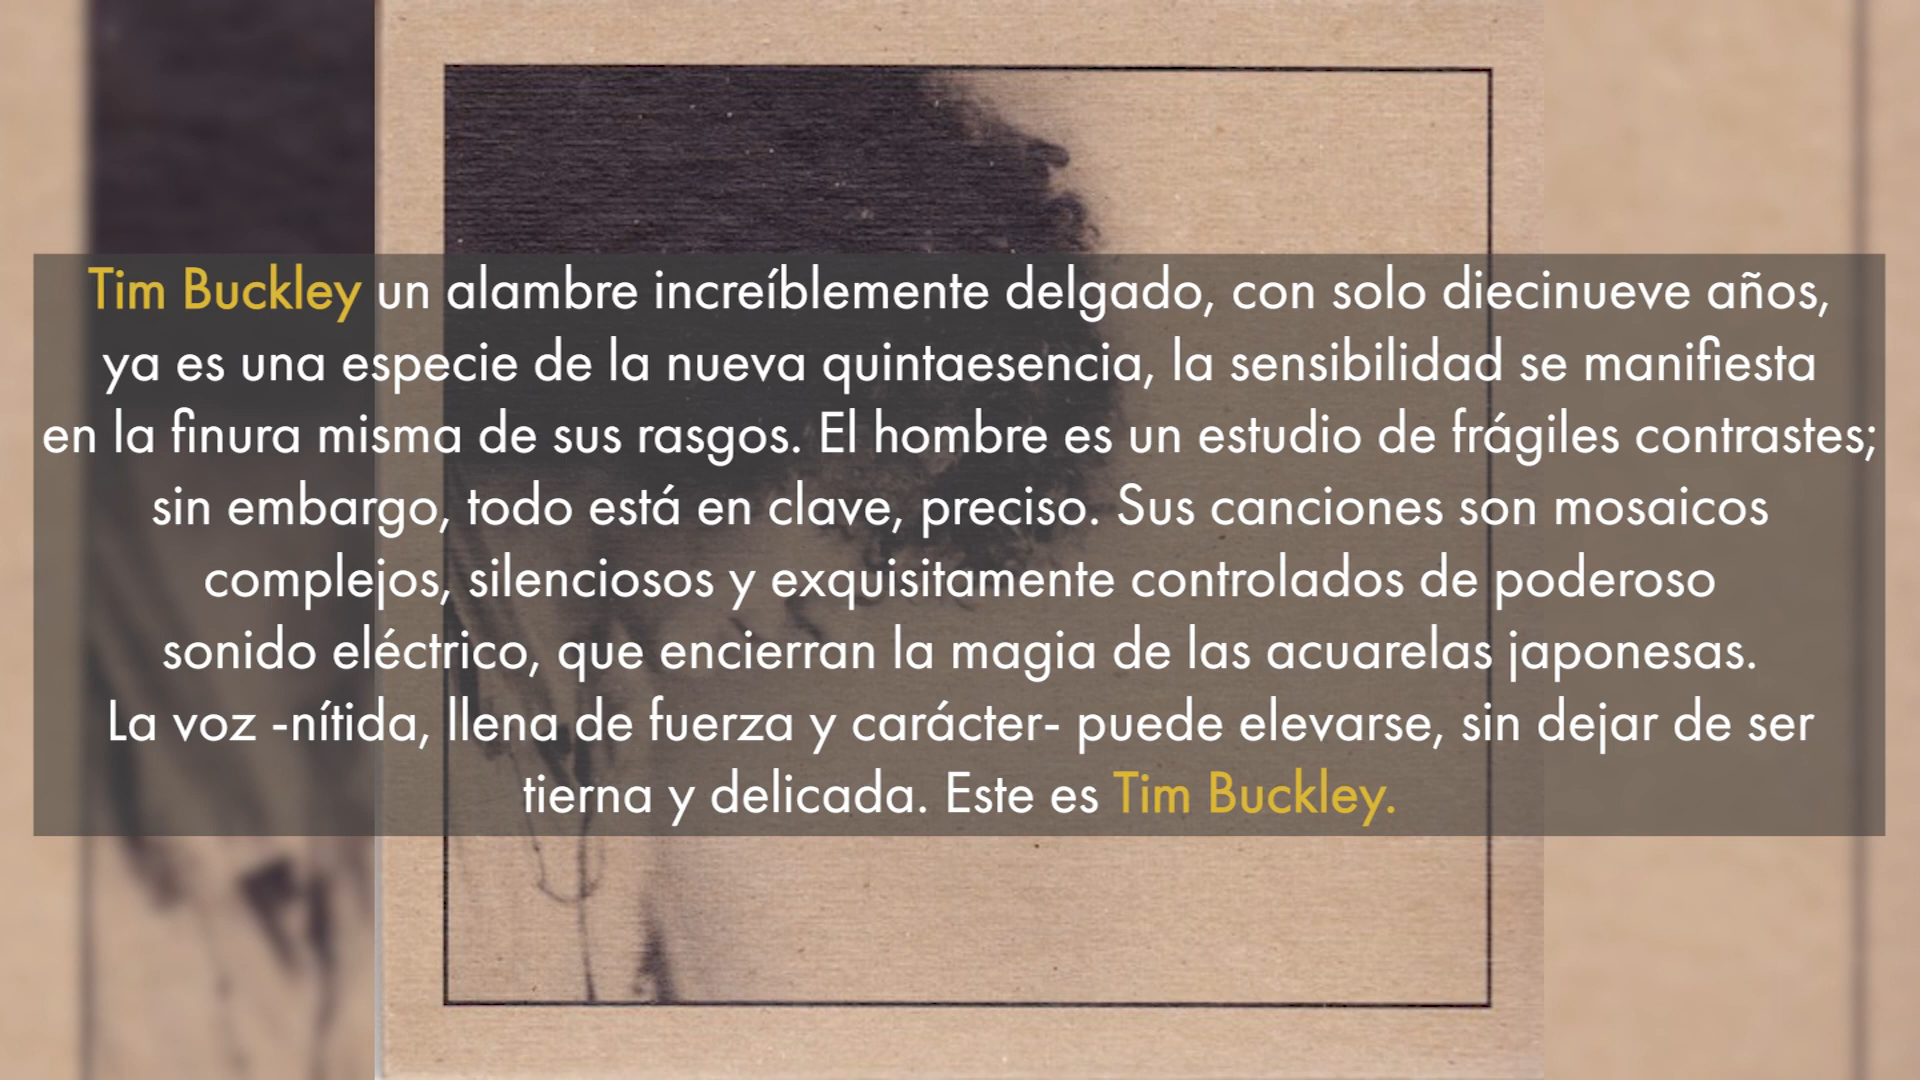 Tim Buckley un alambre increíblemente delgado, con solo diecinueve años,
ya es una especie de la nueva quintaesencia, la sensibilidad se manifiesta
en la finura misma de sus rasgos. El hombre es un estudio de frágiles contrastes;
sin embargo, todo está en clave, preciso. Sus canciones son mosaicos
complejos, silenciosos y exquisitamente controlados de poderoso
sonido eléctrico, que encierran la magia de las acuarelas japonesas.
La voz -nítida, llena de fuerza y carácter- puede elevarse, sin dejar de ser
tierna y delicada. Este es Tim Buckley.